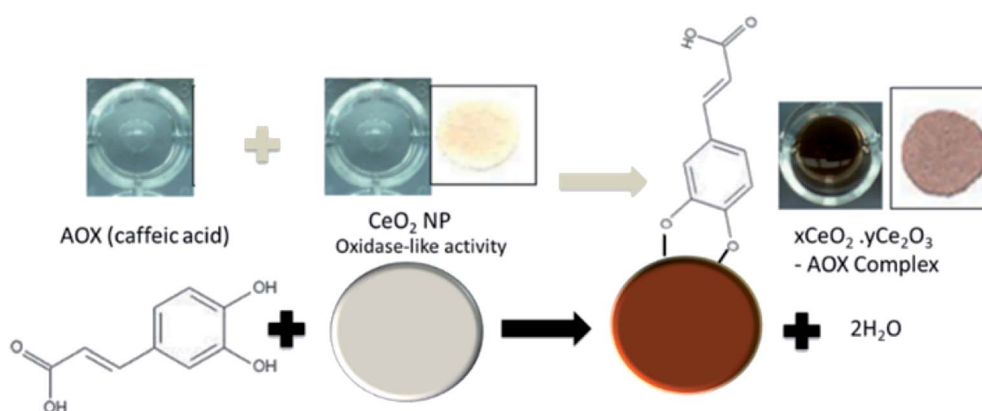 AOX (caffeic acid)
CeO₂ NP
Oxidase-like activity
xCeO₂ .yCe₂O₃
- AOX Complex
HO
O
O
O
OH
OH
O
OH
2H₂O